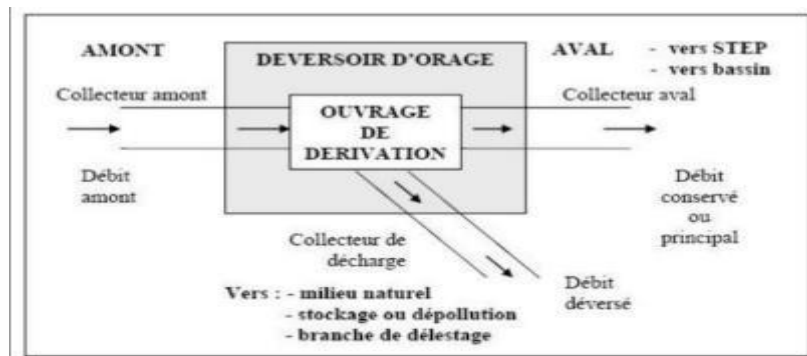 AMONT
DEVERSOIR D'ORAGE
AVAL - vers STEP
- vers bassin
Collecteur amont
Collecteur aval
OUVRAGE
DE
DERIVATION
Débit
amont
Débit
conservé
ou
principal
Collecteur de
décharge
Débit
déversé
Vers : - milieu naturel
- stockage ou dépollution
- branche de délestage